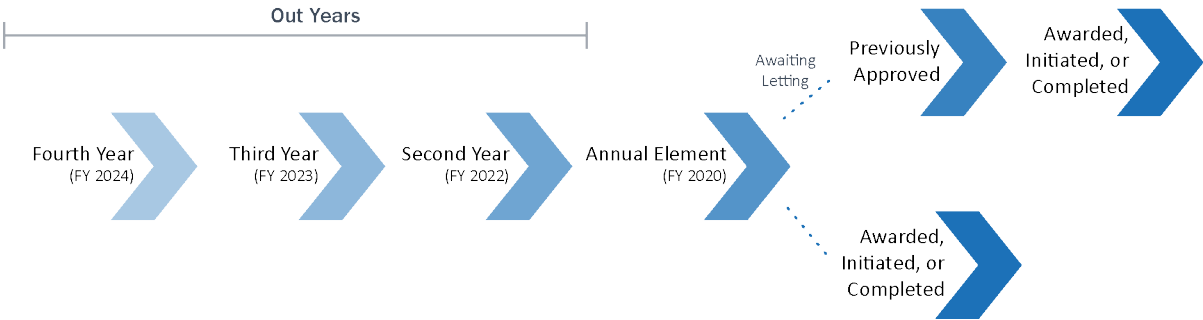 Out Years
Fourth Year
(FY 2024)
Third Year
(FY 2023)
Second Year
(FY 2022)
Annual Element
(FY 2020)
Awaiting
Letting
Previously
Approved
Awarded,
Initiated, or
Completed
Awarded,
Initiated, or
Completed